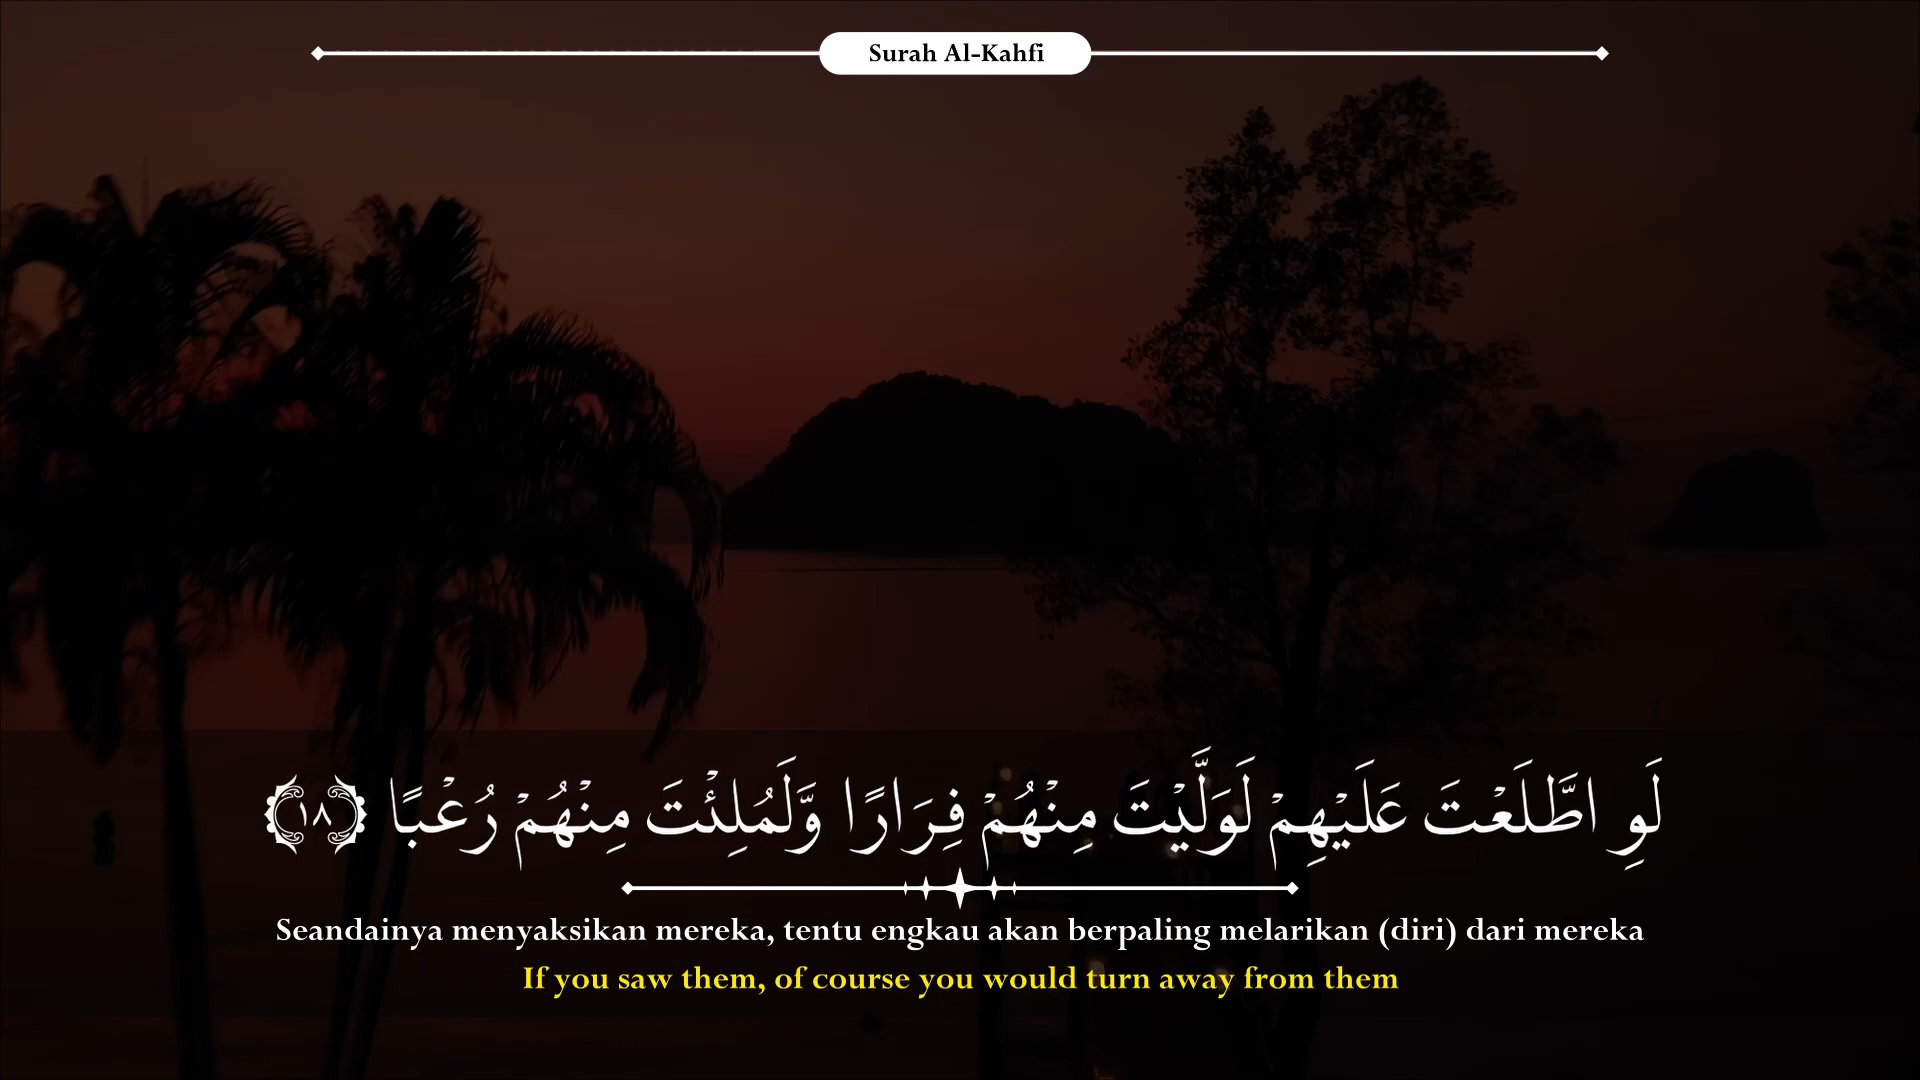 Surah Al-Kahfi
لَوِ اطَّلَعْتَ عَلَيْهِمْ لَوَلَّيْتَ مِنْهُمْ فِرَارًا وَّلَمُلِئْتَ مِنْهُمْ رُعْبًا ﴿١٨﴾
Seandainya menyaksikan mereka, tentu engkau akan berpaling melarikan (diri) dari mereka
If you saw them, of course you would turn away from them